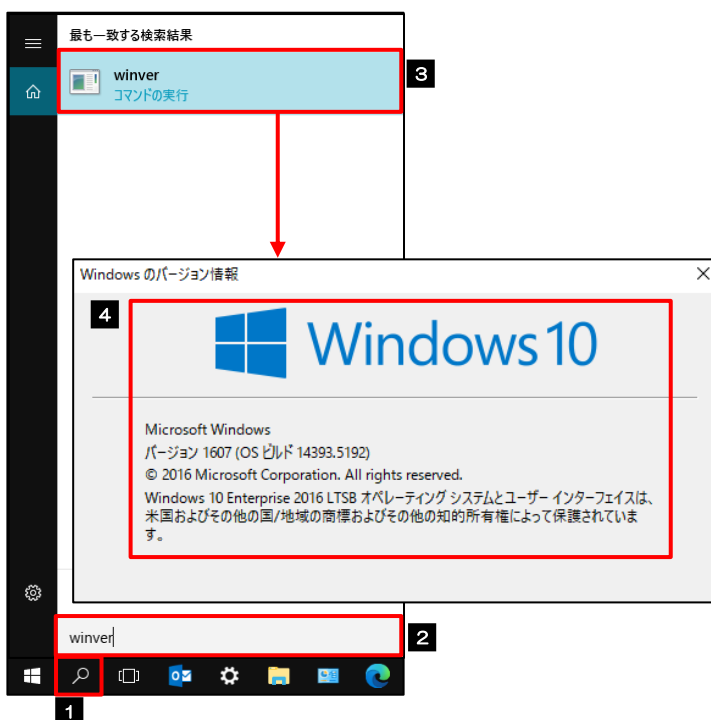 最も一致する検索結果
winver
コマンドの実行
3
Windows のバージョン情報
4
Windows 10
Microsoft Windows
バージョン 1607 (OS ビルド 14393.5192)
© 2016 Microsoft Corporation. All rights reserved.
Windows 10 Enterprise 2016 LTSB オペレーティング システムとユーザー インターフェイスは、
米国およびその他の国/地域の商標およびその他の知的所有権によって保護されていま
す。
winver
2
1